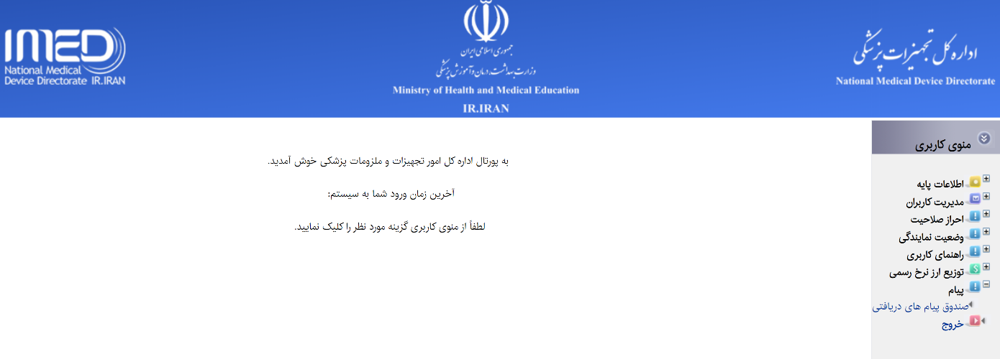 IMED
National Medical
Device Directorate IR.IRAN
جمهوری اسلامی ایران
وزارت بهداشت، درمان و آموزش پزشکی
Ministry of Health and Medical Education
IR.IRAN
اداره کل تجهیزات پزشکی
National Medical Device Directorate
منوی کاربری
اطلاعات پایه
مدیریت کاربران
احراز صلاحیت
وضعیت نمایندگی
راهنمای کاربری
توزیع ارز نرخ رسمی
پیام
صندوق پیام های دریافتی
خروج
به پورتال اداره کل امور تجهیزات و ملزومات پزشکی خوش آمدید.
آخرین زمان ورود شما به سیستم:
لطفاً از منوی کاربری گزینه مورد نظر را کلیک نمایید.